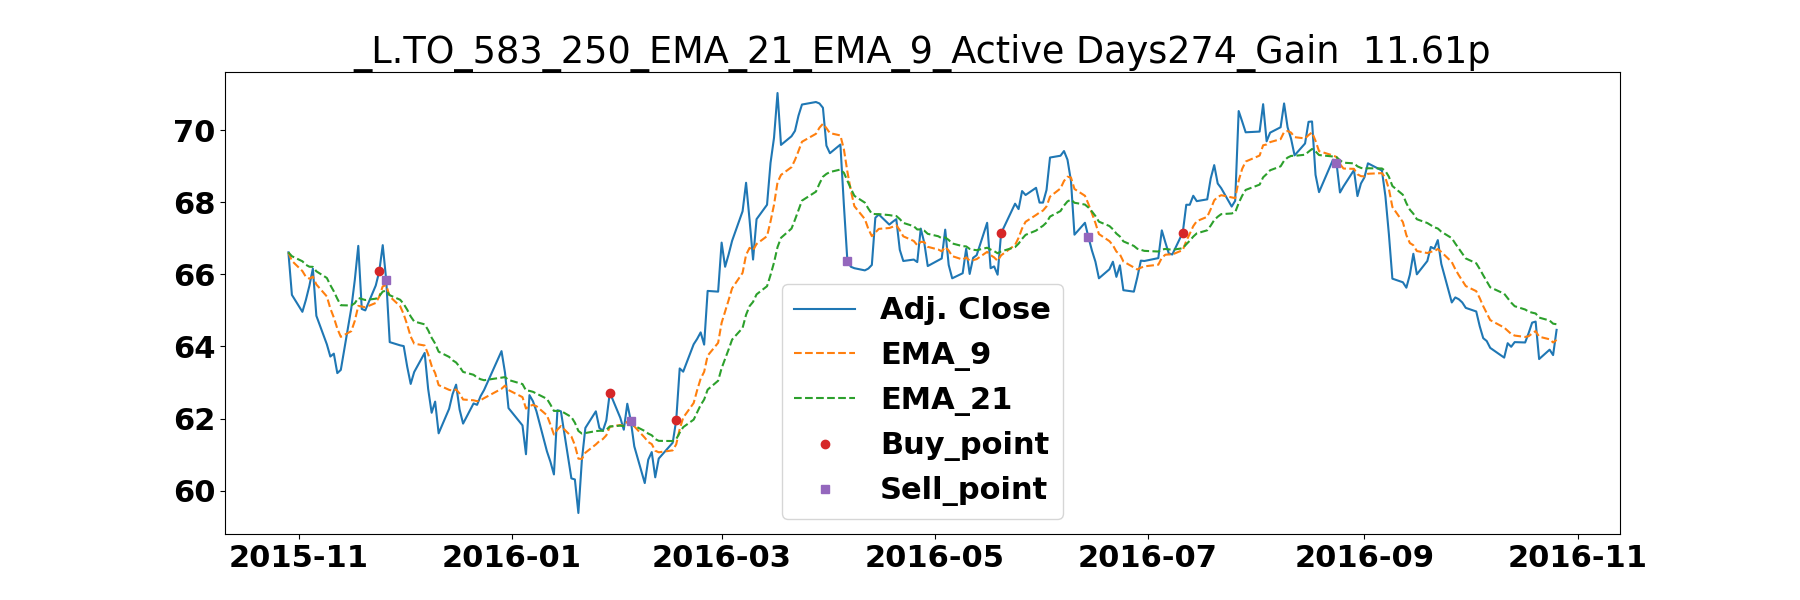 _L.TO_583_250_EMA_21_EMA_9_Active Days274_Gain  11.61p
70
68
66
64
62
60
Adj. Close
EMA_9
EMA_21
Buy_point
Sell_point
2015-11 2016-01 2016-03 2016-05 2016-07 2016-09 2016-11